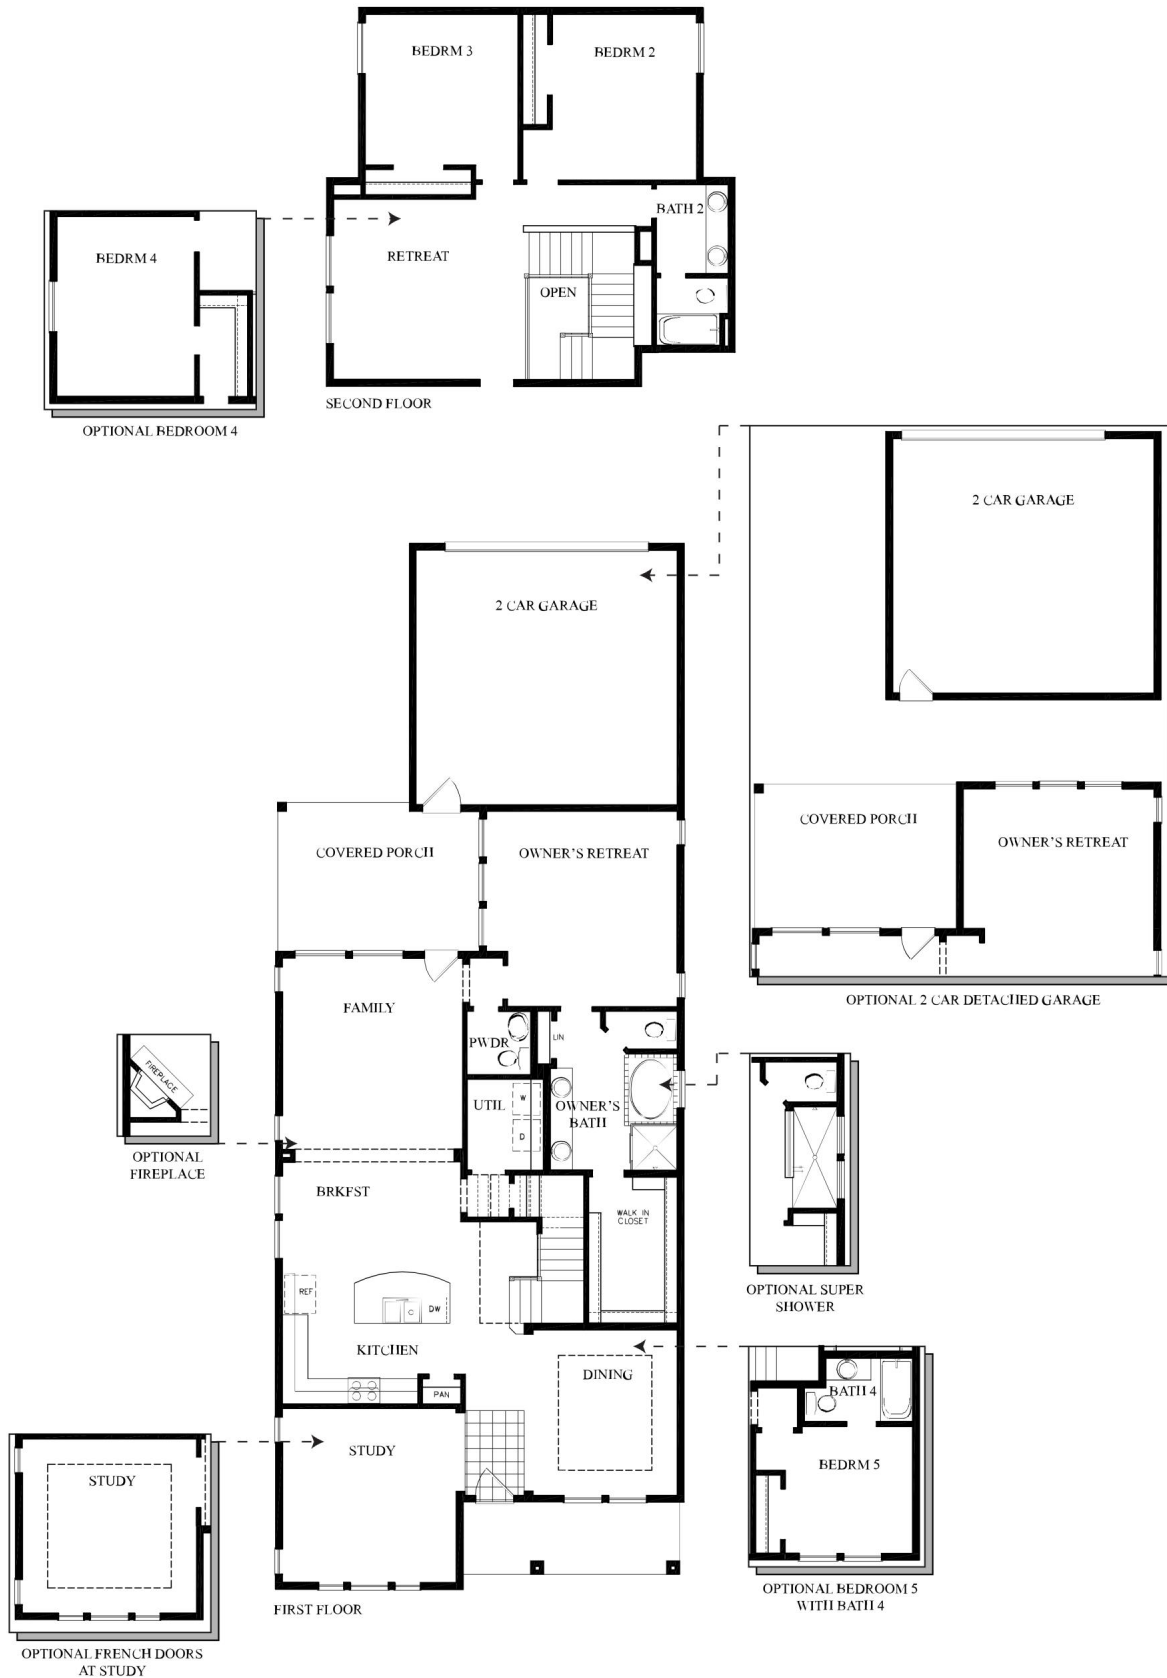 BEDRM 3
BEDRM 2
BATH 2
BEDRM 4
RETREAT
OPEN
SECOND FLOOR
OPTIONAL BEDROOM 4
2 CAR GARAGE
2 CAR GARAGE
COVERED PORCH
OWNER'S RETREAT
COVERED PORCH
OWNER'S RETREAT
OPTIONAL 2 CAR DETACHED GARAGE
FAMILY
PWDR
LIN
FIREPLACE
OPTIONAL
FIREPLACE
UTIL
W
D
OWNER'S
BATH
BRKFST
WALK IN
CLOSET
OPTIONAL SUPER
SHOWER
REF
DW
C
KITCHEN
PAN
DINING
BATH 4
BEDRM 5
OPTIONAL BEDROOM 5
WITH BATH 4
STUDY
STUDY
FIRST FLOOR
OPTIONAL FRENCH DOORS
AT STUDY